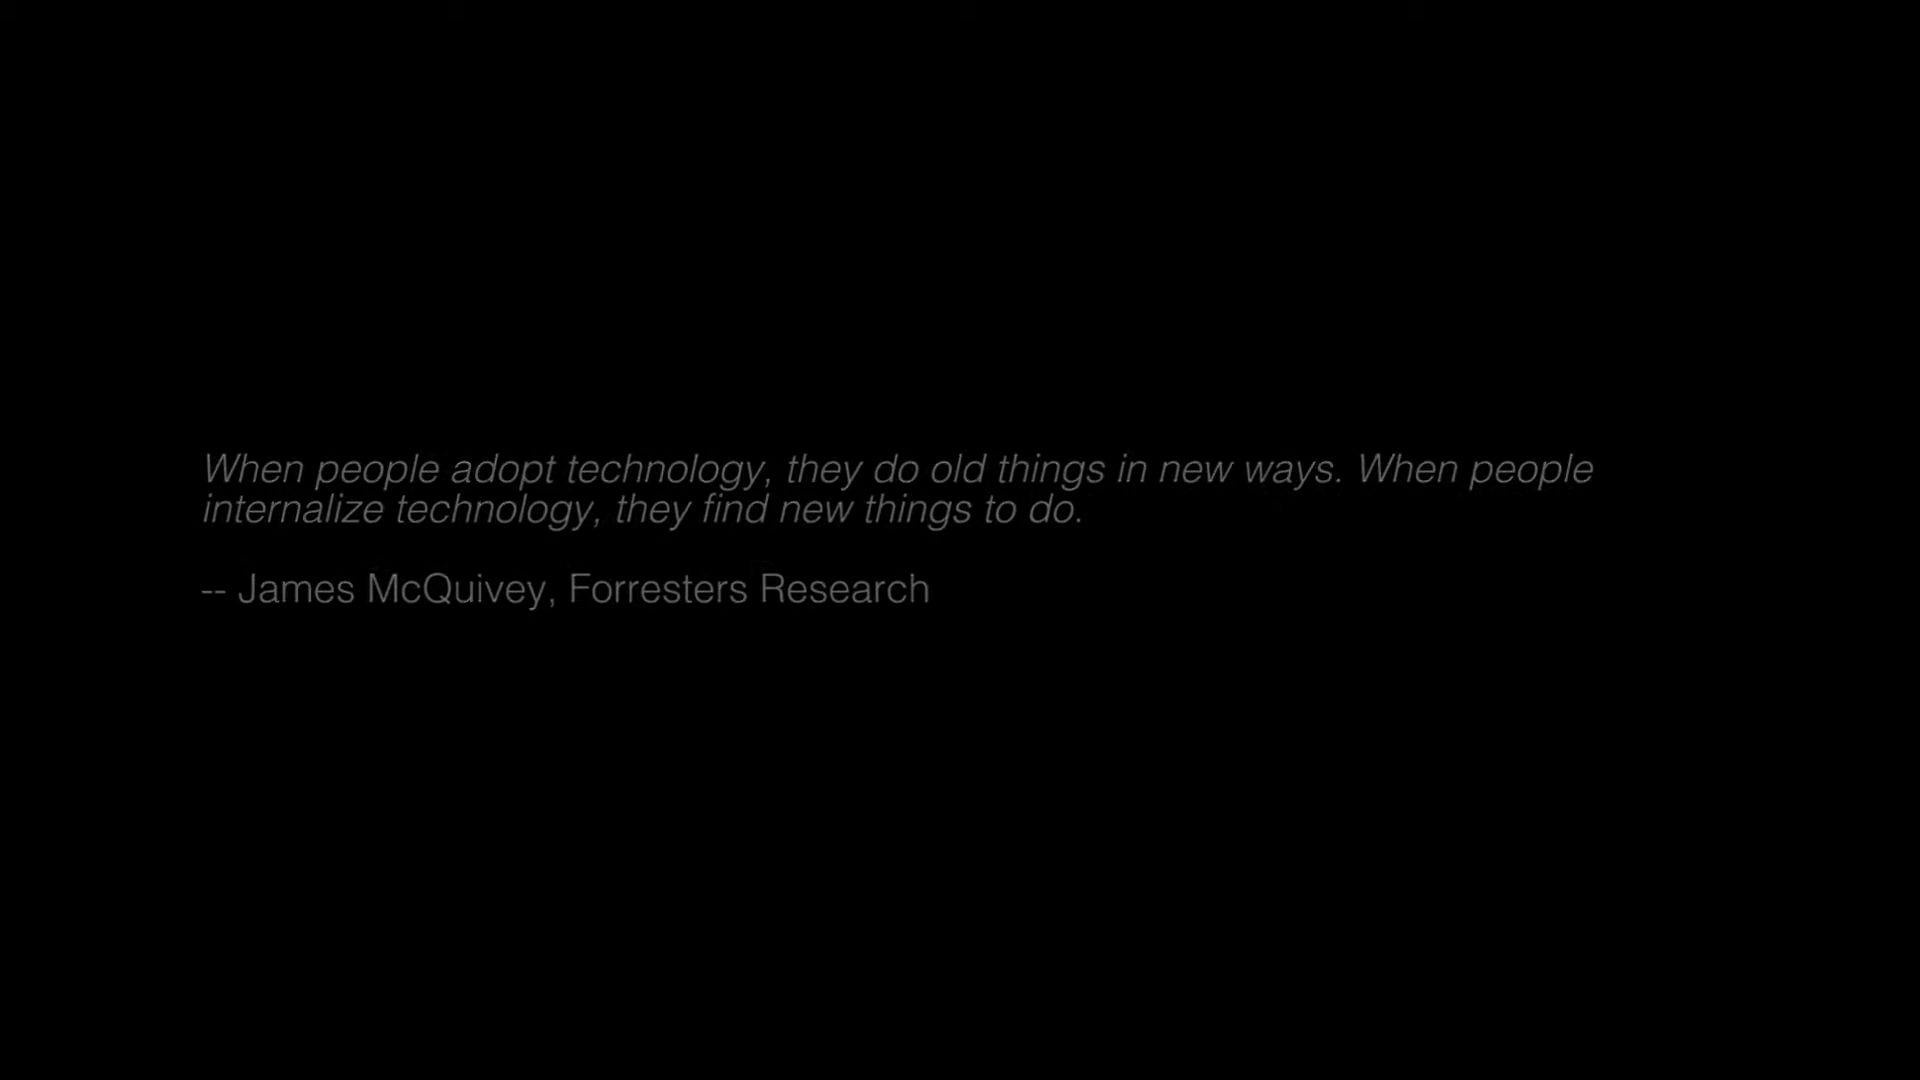 When people adopt technology, they do old things in new ways. When people
internalize technology, they find new things to do.
-- James McQuivey, Forresters Research